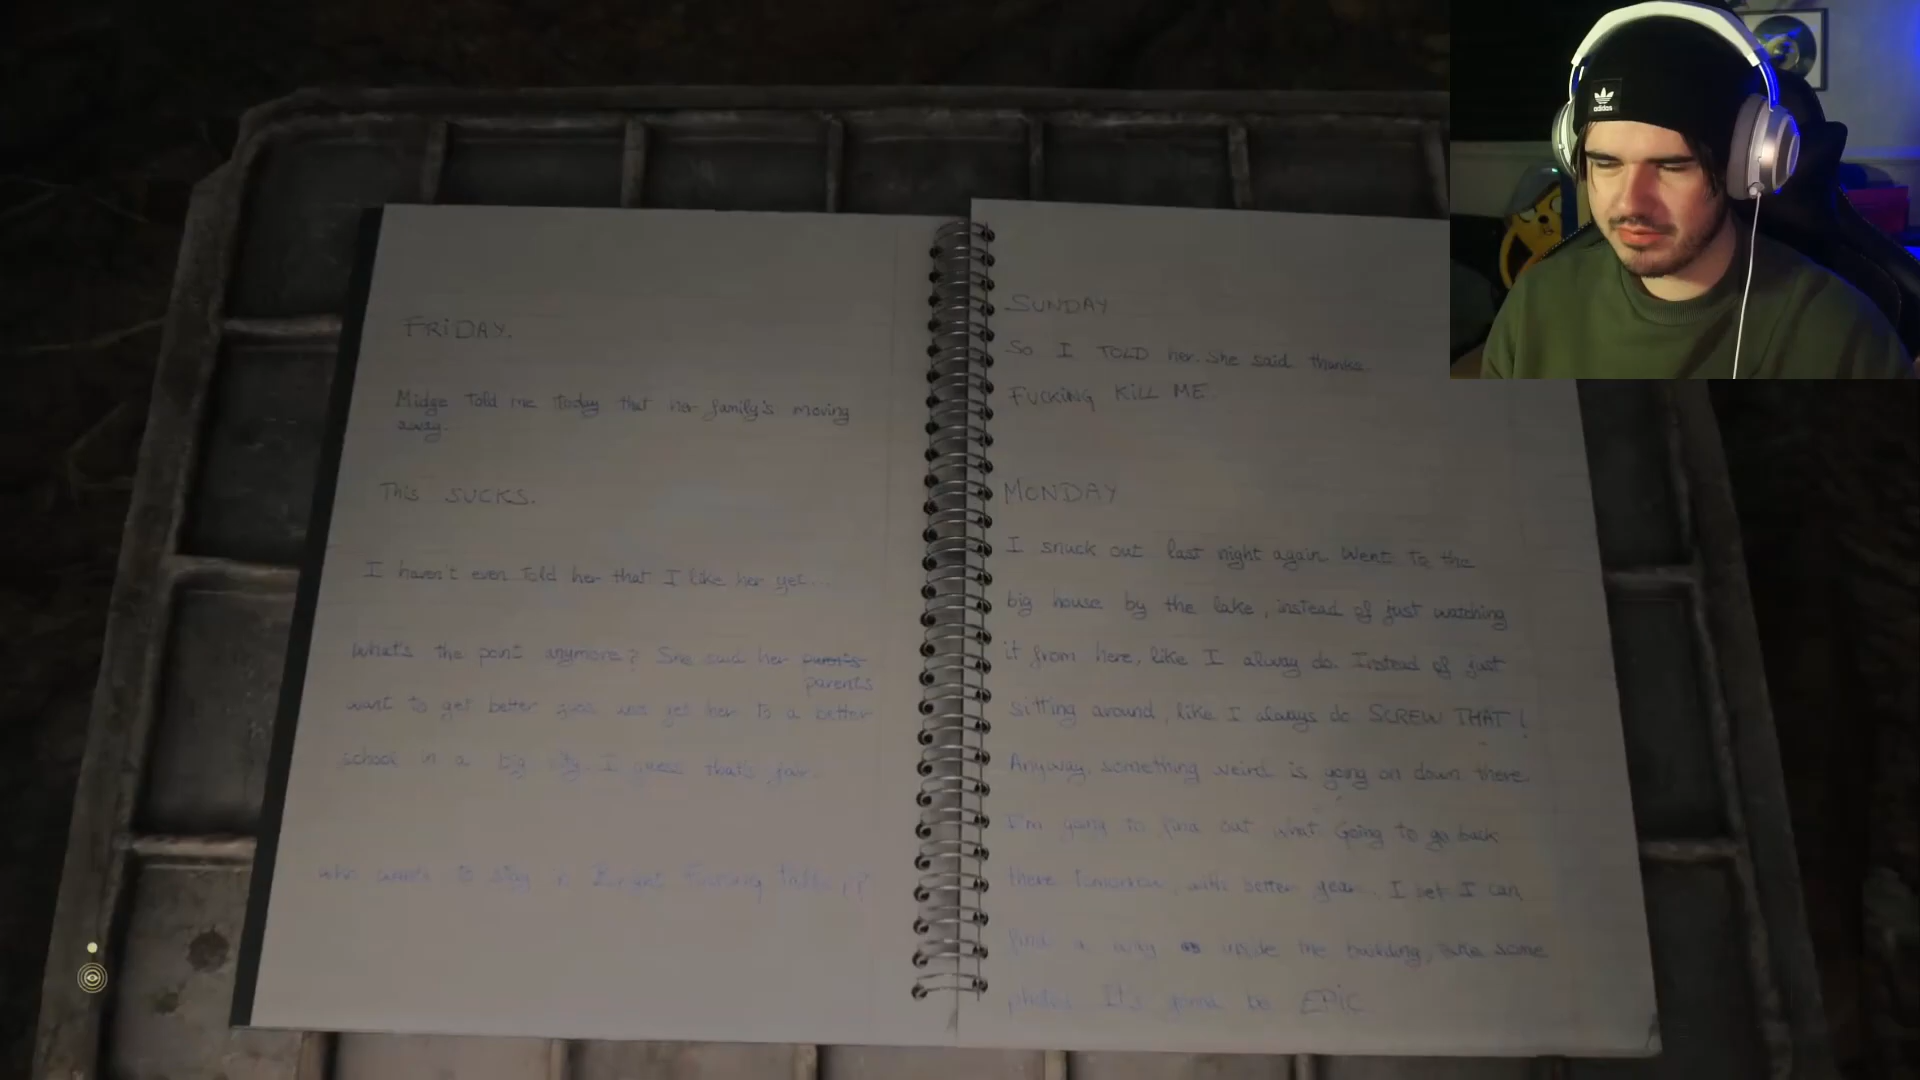 FRiDAY.
Midge told me today that her family's moving
away.
This SUCKS.
I haven't even told her that I like her yet...
What's the point anymore? She said her parents
parents
want to get better jobs and get her to a better
school in a big city. I guess that's fair.
who wants to stay in Fucking
SUNDAY
So I TOLD her. She said thanks.
FUCKING KILL ME.
MONDAY
I snuck out last night again. Went to the
big house by the lake, instead of just watching
it from here, like I alway do. Instead of just
sitting around, like I always do SCREW THAT!
Anyway, something weird is going on down there
I'm going to find out what. Going to go back
there tomorrow, with better gear. I bet I can
find a way inside the building, take some
photos. It's gonna be EPiC
adidas